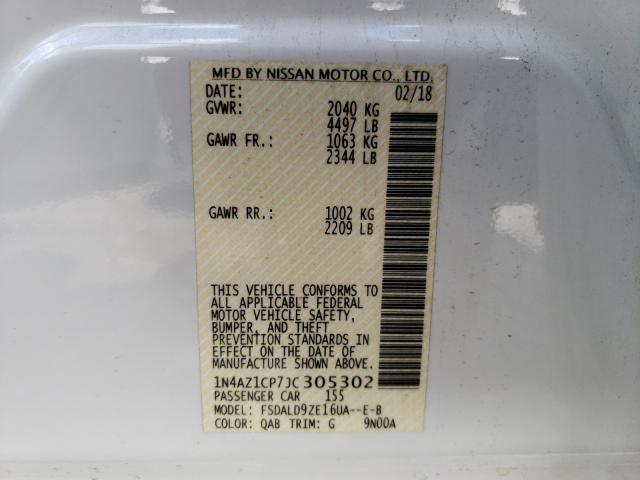 MFD BY NISSAN MOTOR CO., LTD.
DATE: 02/18
GVWR: 2040 KG
4497 LB
GAWR FR.: 1063 KG
2344 LB
GAWR RR.: 1002 KG
2209 LB
THIS VEHICLE CONFORMS TO
ALL APPLICABLE FEDERAL
MOTOR VEHICLE SAFETY,
BUMPER, AND THEFT
PREVENTION STANDARDS IN
EFFECT ON THE DATE OF
MANUFACTURE SHOWN ABOVE.
1N4AZ1CP7JC305302
PASSENGER CAR 155
MODEL: FSDALD9ZE16UA--E-B
COLOR: QAB TRIM: G 9N00A